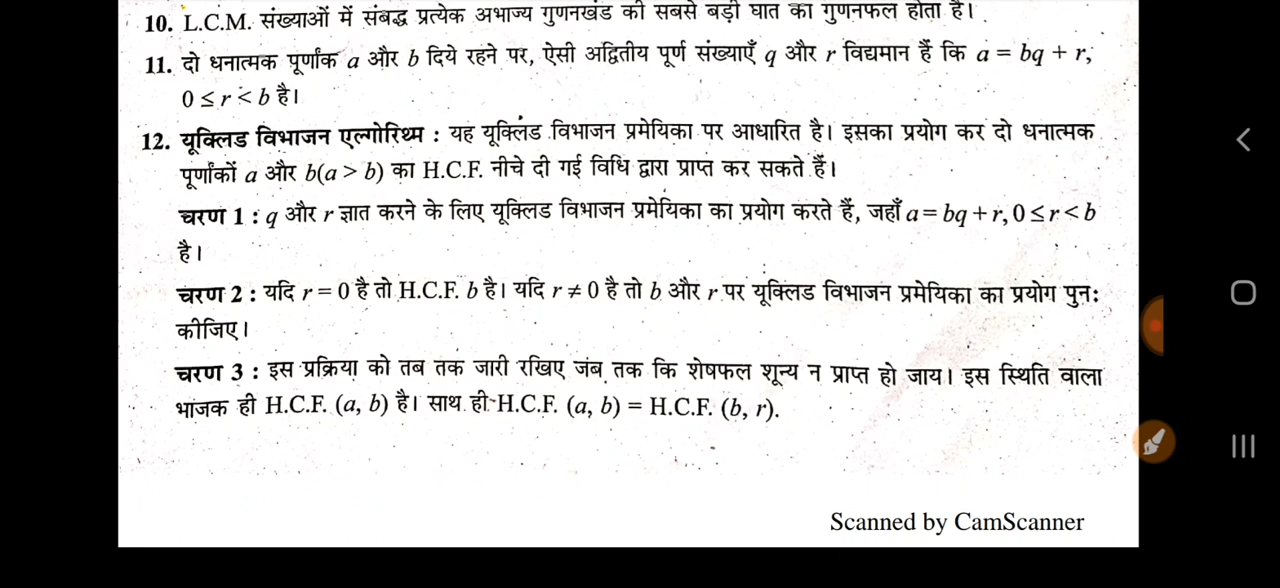 10. L.C.M. संख्याओं में संबद्ध प्रत्येक अभाज्य गुणनखंड की सबसे बड़ी घात का गुणनफल होता है।
11. दो धनात्मक पूर्णांक a और b दिये रहने पर, ऐसी अद्वितीय पूर्ण संख्याएँ q और r विद्यमान हैं कि a = bq + r,
0 ≤ r < b है।
12. यूक्लिड विभाजन एल्गोरिथ्म : यह यूक्लिड विभाजन प्रमेयिका पर आधारित है। इसका प्रयोग कर दो धनात्मक
पूर्णांकों a और b(a > b) का H.C.F. नीचे दी गई विधि द्वारा प्राप्त कर सकते हैं।
चरण 1 : q और r ज्ञात करने के लिए यूक्लिड विभाजन प्रमेयिका का प्रयोग करते हैं, जहाँ a = bq + r, 0 ≤ r < b
है।
चरण 2 : यदि r = 0 है तो H.C.F. b है। यदि r ≠ 0 है तो b और r पर यूक्लिड विभाजन प्रमेयिका का प्रयोग पुनः
कीजिए।
चरण 3 : इस प्रक्रिया को तब तक जारी रखिए जब तक कि शेषफल शून्य न प्राप्त हो जाय। इस स्थिति वाला
भाजक ही H.C.F. (a, b) है। साथ ही H.C.F. (a, b) = H.C.F. (b, r).
Scanned by CamScanner